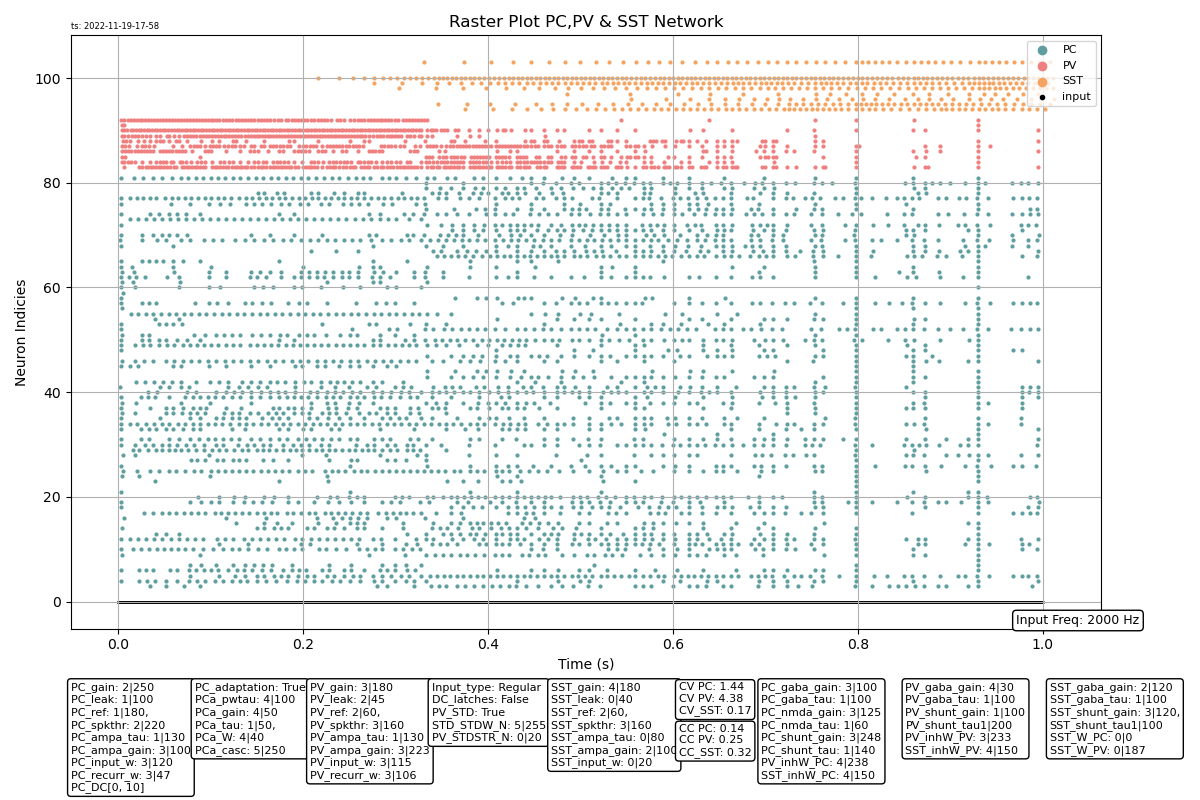 ts: 2022-11-19-17-58
Raster Plot PC,PV & SST Network
PC
PV
SST
input
Neuron Indicies
100
80
60
40
20
0
0.0
0.2
0.4
0.6
0.8
1.0
Time (s)
Input Freq: 2000 Hz
PC_gain: 2|250
PC_leak: 1|100
PC_ref: 1|180,
PC_spkthr: 2|220
PC_ampa_tau: 1|130
PC_ampa_gain: 3|100
PC_input_w: 3|120
PC_recurr_w: 3|47
PC_DC[0, 10]
PC_adaptation: True
PCa_pwtau: 4|100
PCa_gain: 4|50
PCa_tau: 1|50,
PCa_W: 4|40
PCa_casc: 5|250
PV_gain: 3|180
PV_leak: 2|45
PV_ref: 2|60,
PV_spkthr: 3|160
PV_ampa_tau: 1|130
PV_ampa_gain: 3|223
PV_input_w: 3|115
PV_recurr_w: 3|106
Input_type: Regular
DC_latches: False
PV_STD: True
STD_STDW_N: 5|255
PV_STDSTR_N: 0|20
SST_gain: 4|180
SST_leak: 0|40
SST_ref: 2|60,
SST_spkthr: 3|160
SST_ampa_tau: 0|80
SST_ampa_gain: 2|100
SST_input_w: 0|20
CV PC: 1.44
CV PV: 4.38
CV_SST: 0.17
CC PC: 0.14
CC PV: 0.25
CC_SST: 0.32
PC_gaba_gain: 3|100
PC_gaba_tau: 1|100
PC_nmda_gain: 3|125
PC_nmda_tau: 1|60
PC_shunt_gain: 3|248
PC_shunt_tau: 1|140
PV_inhW_PC: 4|238
SST_inhW_PC: 4|150
PV_gaba_gain: 4|30
PV_gaba_tau: 1|100
PV_shunt_gain: 1|100
PV_shunt_tau1|200
PV_inhW_PV: 3|233
SST_inhW_PV: 4|150
SST_gaba_gain: 2|120
SST_gaba_tau: 1|100
SST_shunt_gain: 3|120,
SST_shunt_tau: 1|100
SST_W_PC: 0|0
SST_W_PV: 0|187